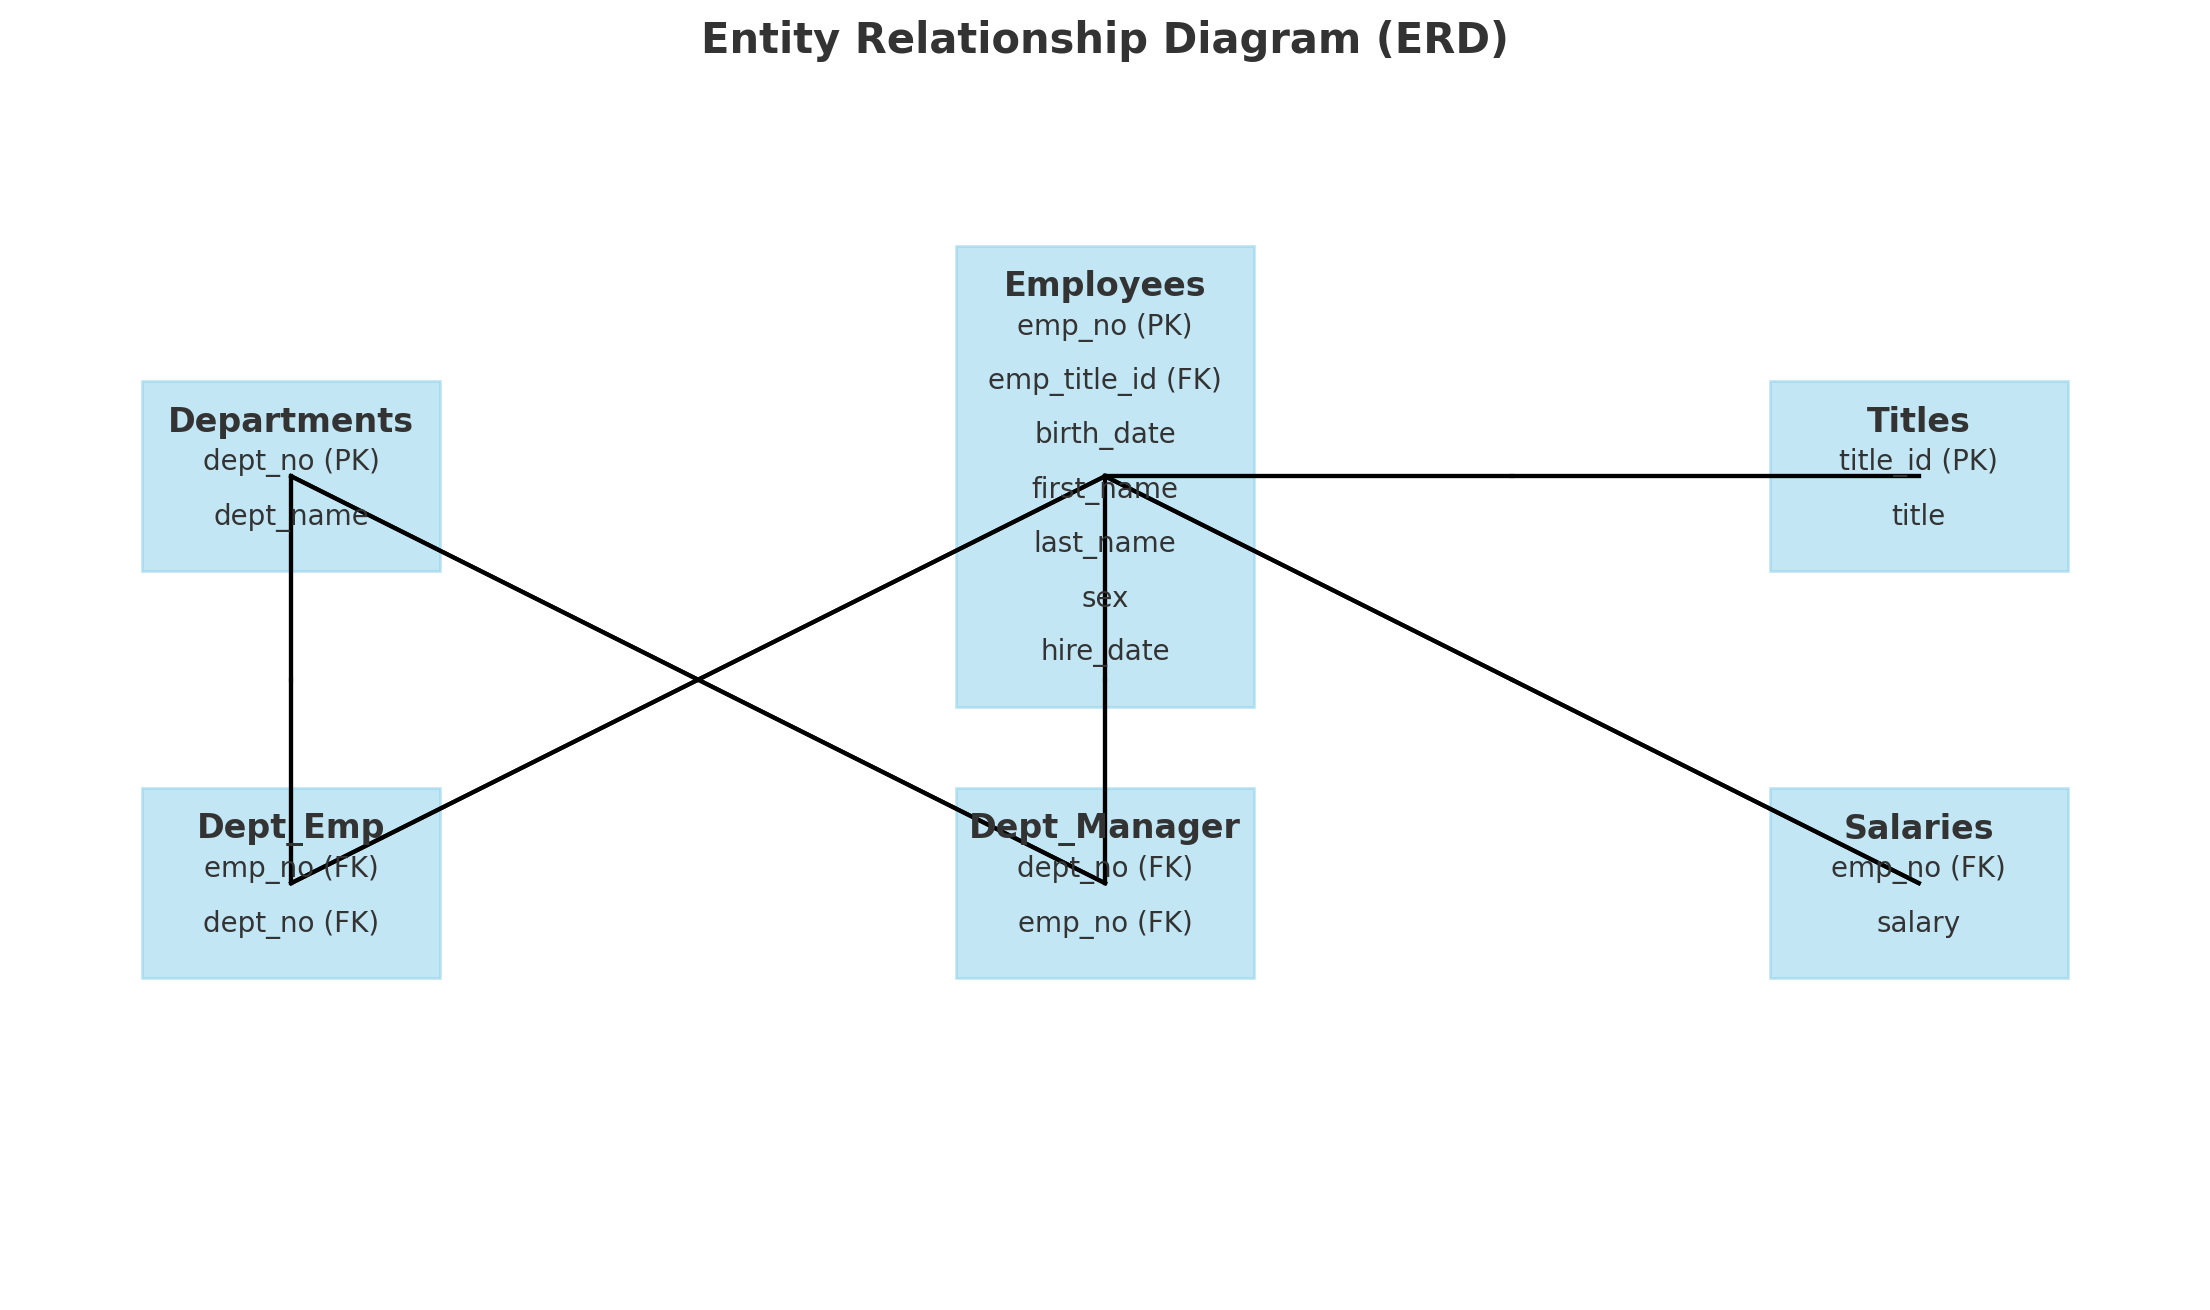 Entity Relationship Diagram (ERD)
Employees
emp_no (PK)
emp_title_id (FK)
birth_date
first_name
last_name
sex
hire_date
Departments
dept_no (PK)
dept_name
Titles
title_id (PK)
title
Dept_Emp
emp_no (FK)
dept_no (FK)
Dept_Manager
dept_no (FK)
emp_no (FK)
Salaries
emp_no (FK)
salary